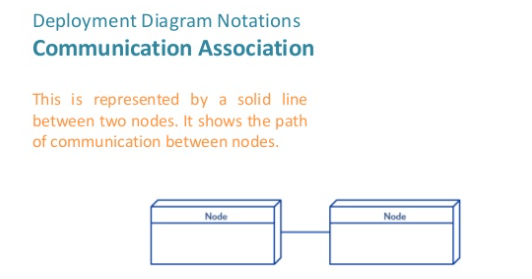 Deployment Diagram Notations
Communication Association
This is represented by a solid line
between two nodes. It shows the path
of communication between nodes.
Node
Node